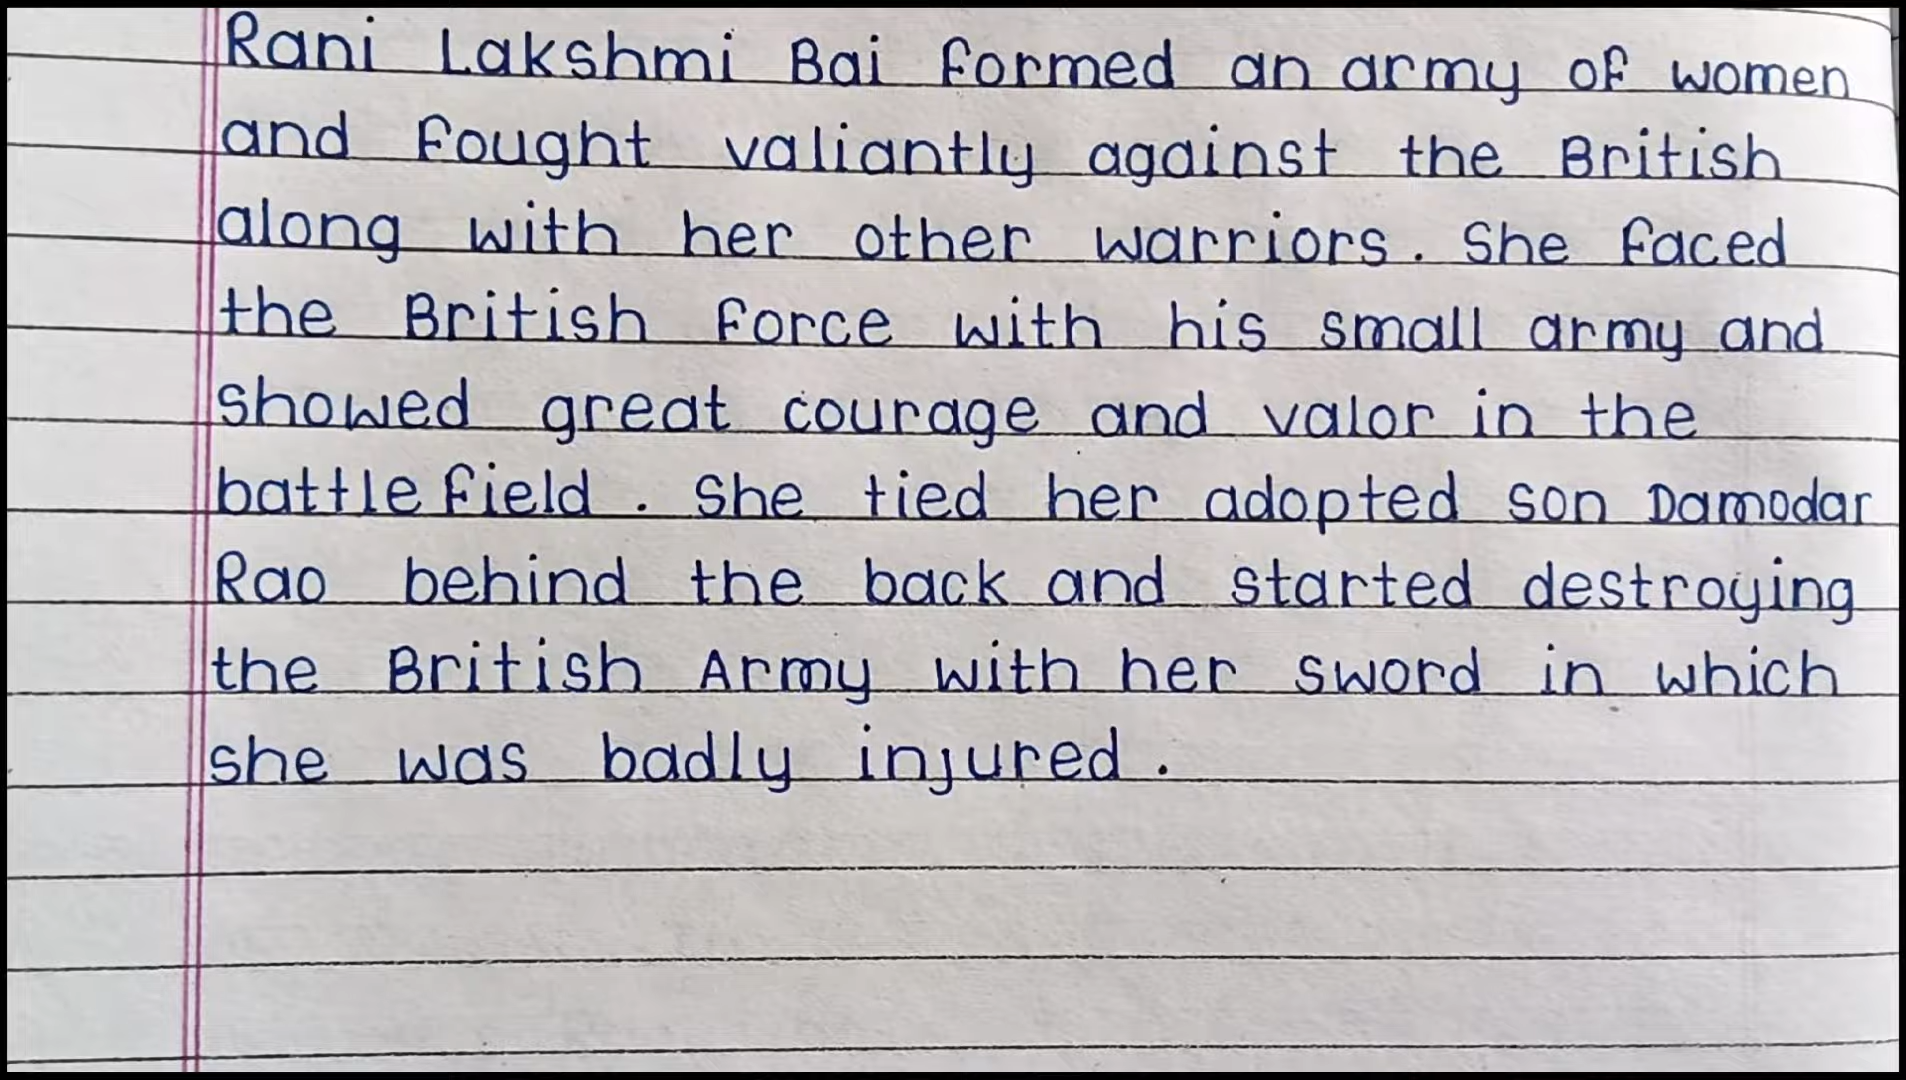 Rani Lakshmi Bai formed an army of women
and fought valiantly against the British
along with her other warriors. She faced
the British force with his small army and
showed great courage and valor in the
battlefield. She tied her adopted son Damodar
Rao behind the back and started destroying
the British Army with her sword in which
she was badly injured.